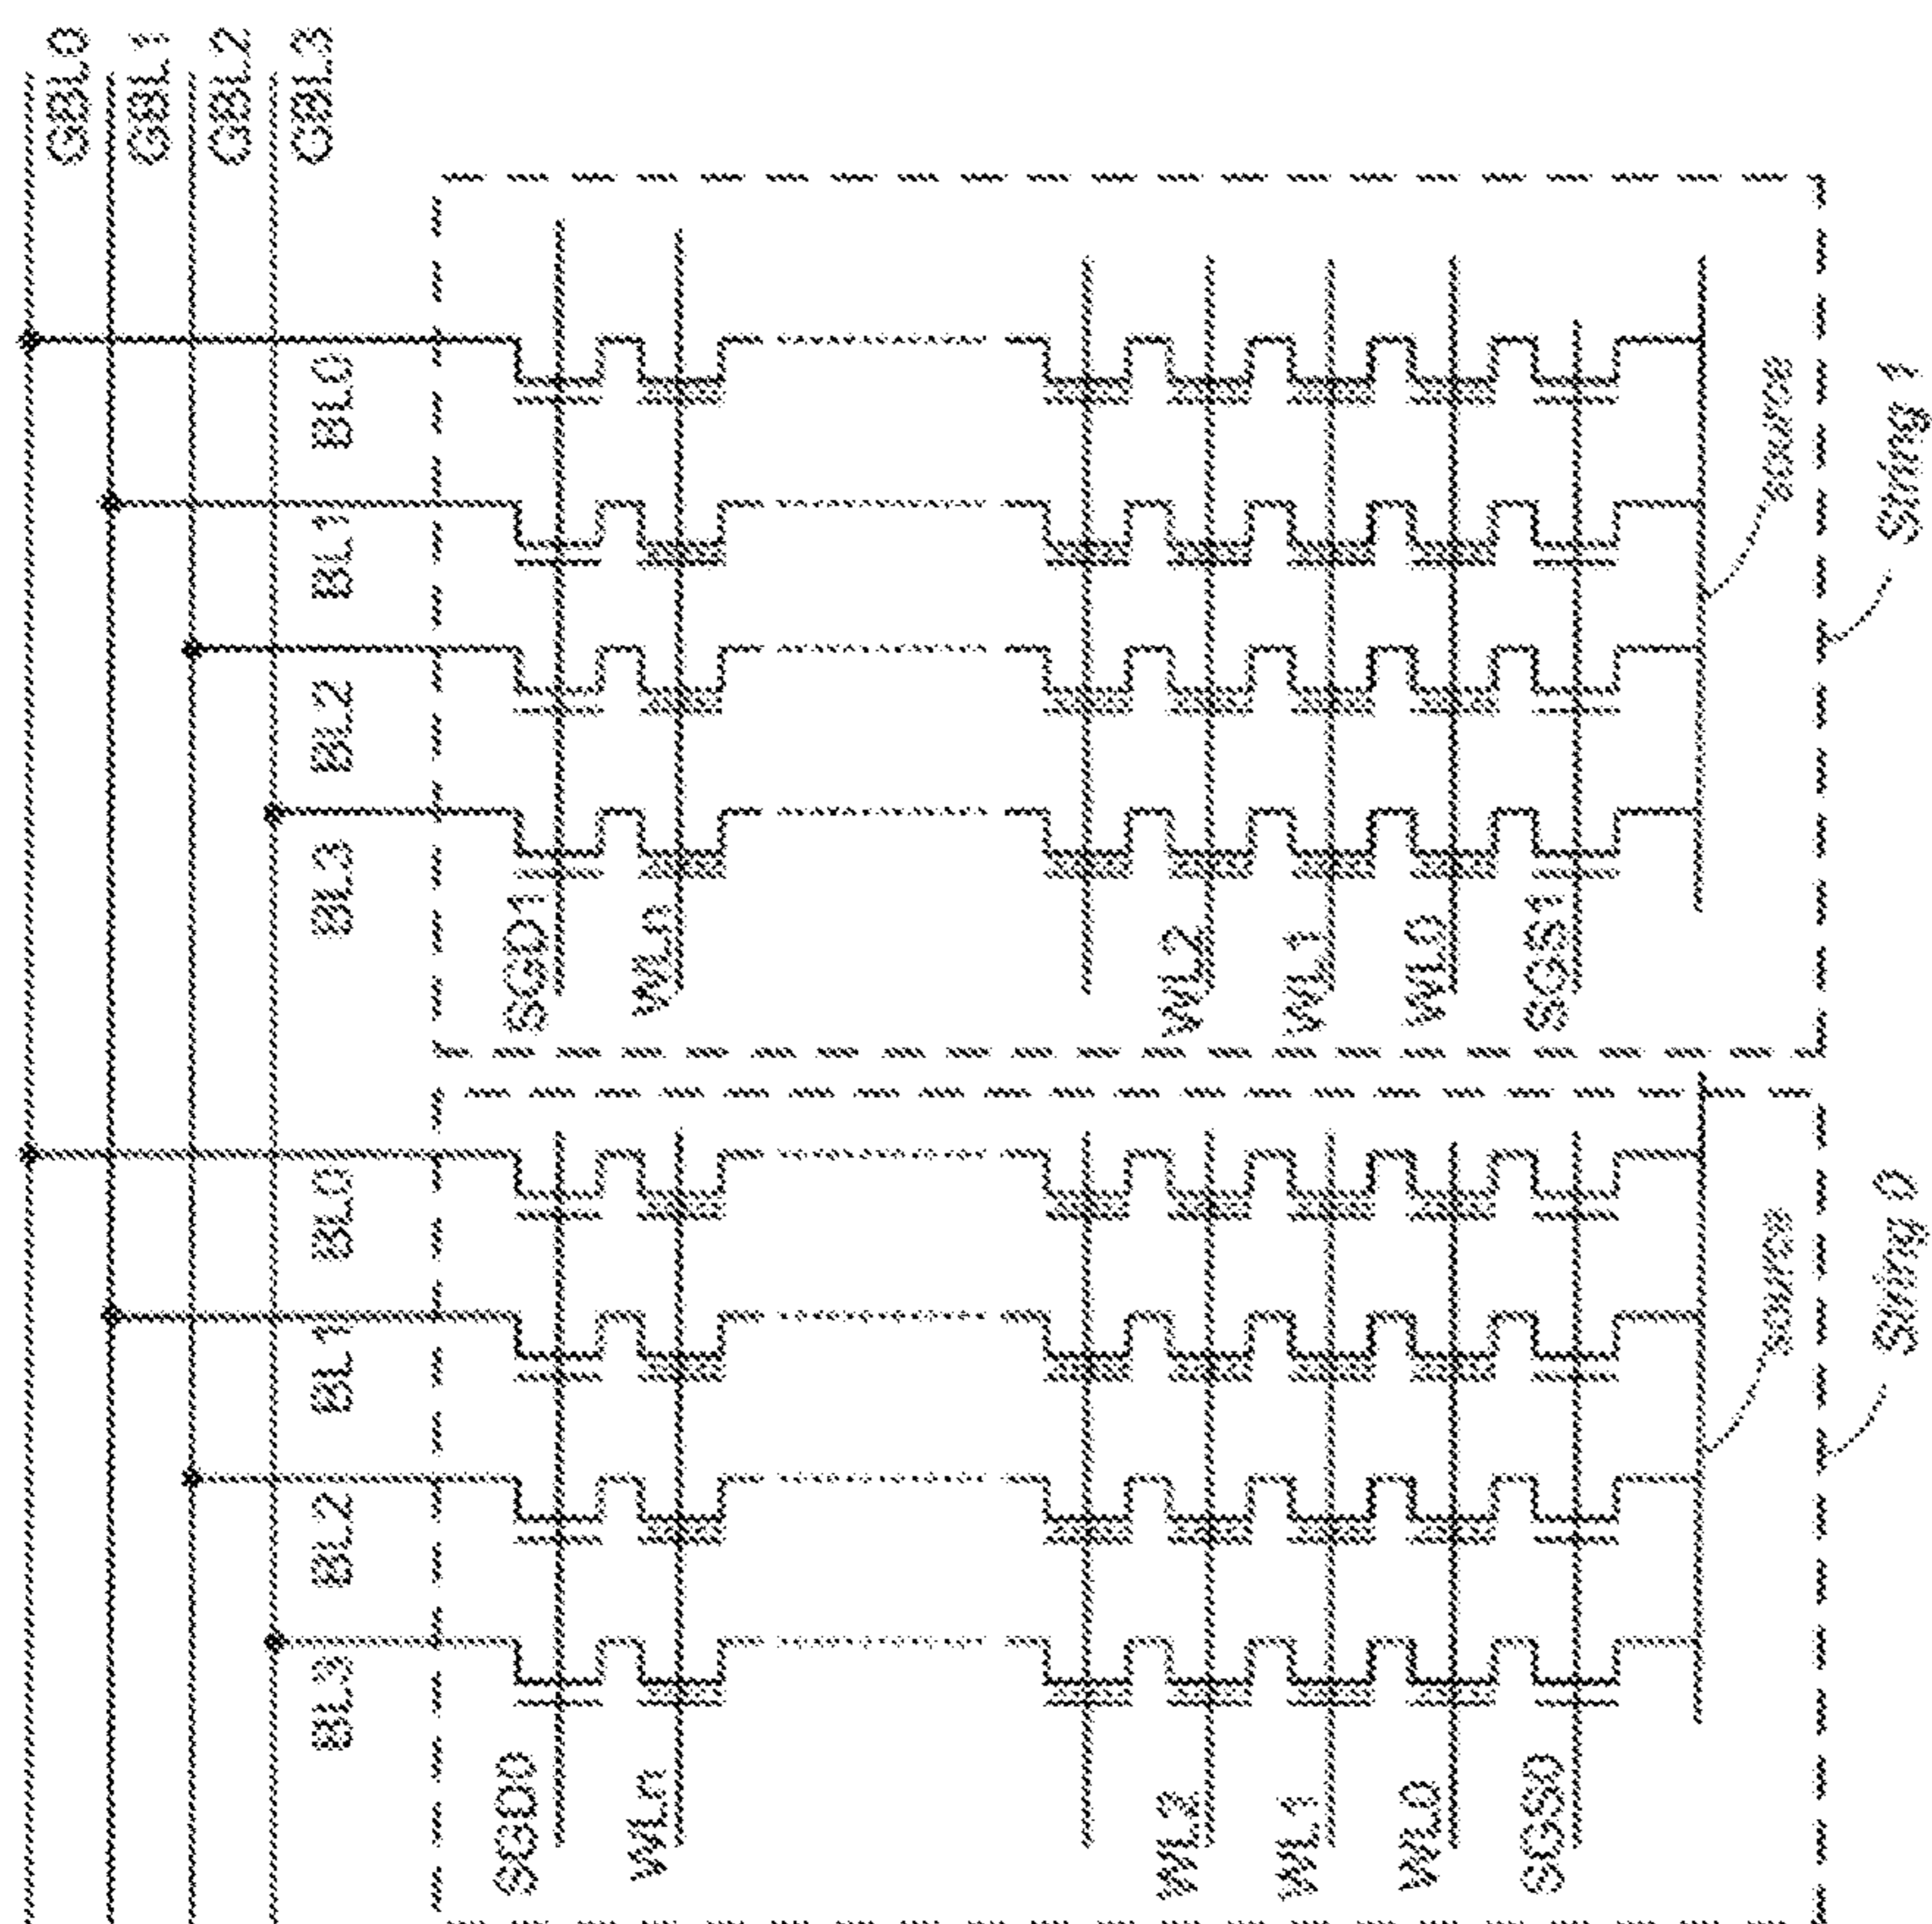 GBL0
GBL1
GBL2
GBL3
BL3 BL2 BL1 BL0 BL3 BL2 BL1 BL0
SGD0 SGD1
WLn WLn
WL2 WL2
WL1 WL1
WL0 WL0
SGS0 SGS1
source source
String 0 String 1